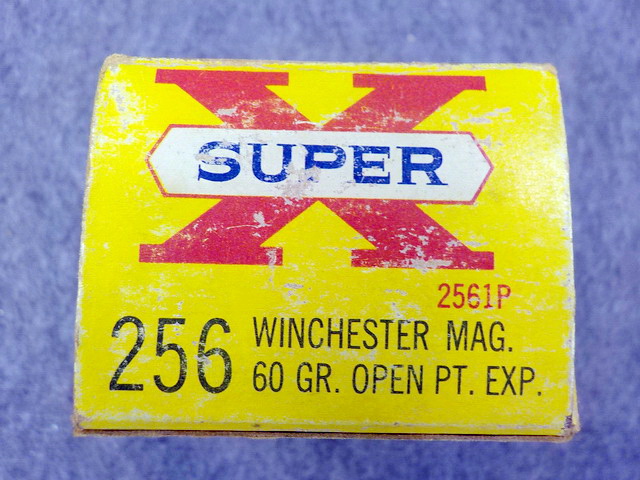 SUPER
X
2561P
256 WINCHESTER MAG.
60 GR. OPEN PT. EXP.